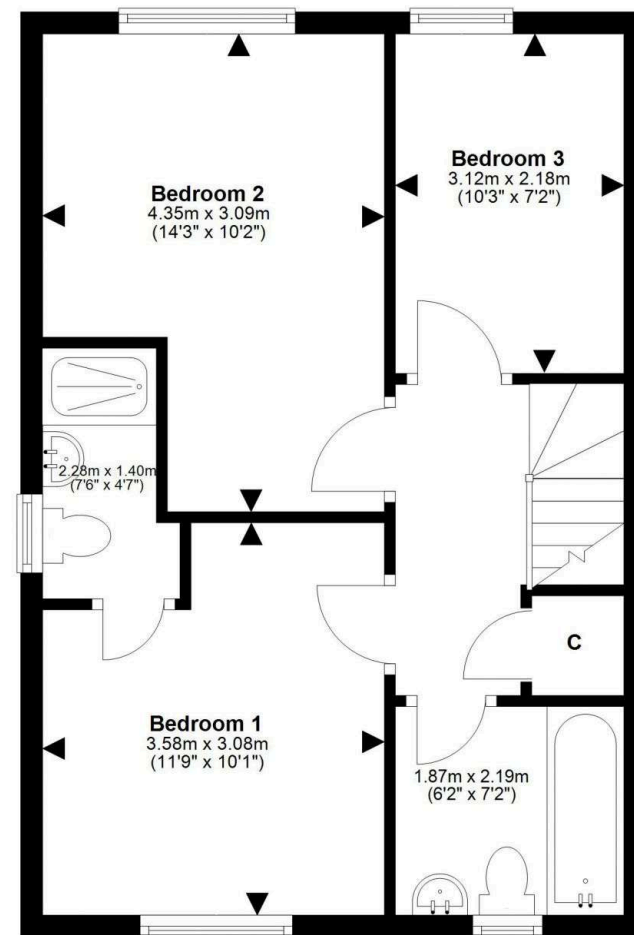 Bedroom 2
4.35m x 3.09m
(14'3" x 10'2")
Bedroom 3
3.12m x 2.18m
(10'3" x 7'2")
2.28m x 1.40m
(7'6" x 4'7")
C
Bedroom 1
3.58m x 3.08m
(11'9" x 10'1")
1.87m x 2.19m
(6'2" x 7'2")